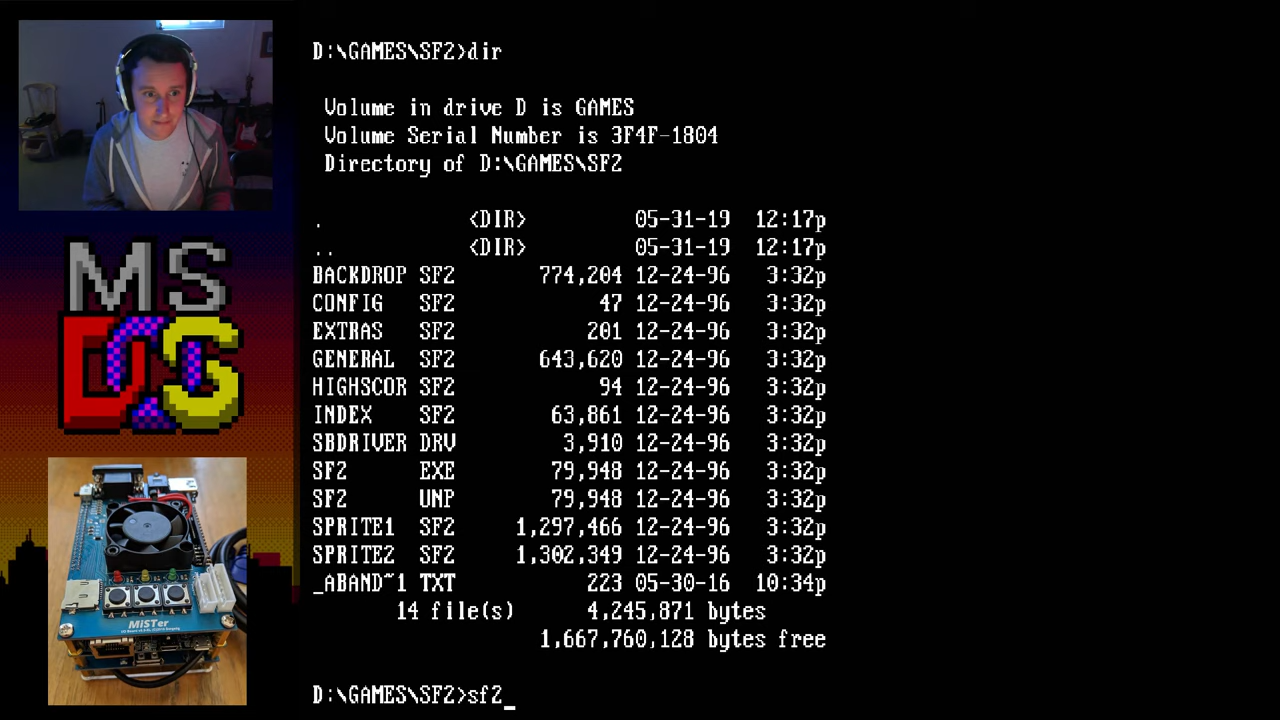 D:\GAMES\SF2>dir
Volume in drive D is GAMES
Volume Serial Number is 3F4F-1804
Directory of D:\GAMES\SF2
. <DIR> 05-31-19 12:17p
.. <DIR> 05-31-19 12:17p
BACKDROP SF2 774,204 12-24-96 3:32p
CONFIG SF2 47 12-24-96 3:32p
EXTRAS SF2 201 12-24-96 3:32p
GENERAL SF2 643,620 12-24-96 3:32p
HIGHSCOR SF2 94 12-24-96 3:32p
INDEX SF2 63,861 12-24-96 3:32p
SBDRIVER DRV 3,910 12-24-96 3:32p
SF2 EXE 79,948 12-24-96 3:32p
SF2 UNP 79,948 12-24-96 3:32p
SPRITE1 SF2 1,297,466 12-24-96 3:32p
SPRITE2 SF2 1,302,349 12-24-96 3:32p
_ABAND~1 TXT 223 05-30-16 10:34p
14 file(s) 4,245,871 bytes
1,667,760,128 bytes free
D:\GAMES\SF2>sf2_
MS
DOS
MiSTer